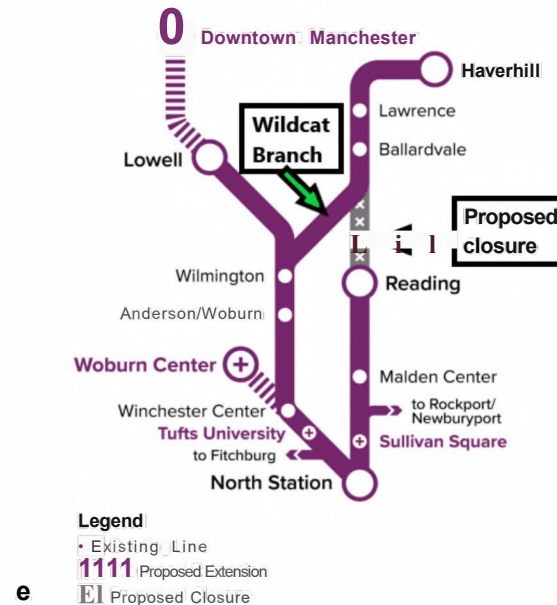 0 Downtown Manchester
Haverhill
Lawrence
Wildcat
Branch
Ballardvale
Lowell
Proposed
closure
L i l
Reading
Wilmington
Anderson/Woburn
Woburn Center
Malden Center
Winchester Center
to Rockport/
Newburyport
Tufts University
Sullivan Square
to Fitchburg
North Station
Legend
• Existing Line
1111 Proposed Extension
e El Proposed Closure